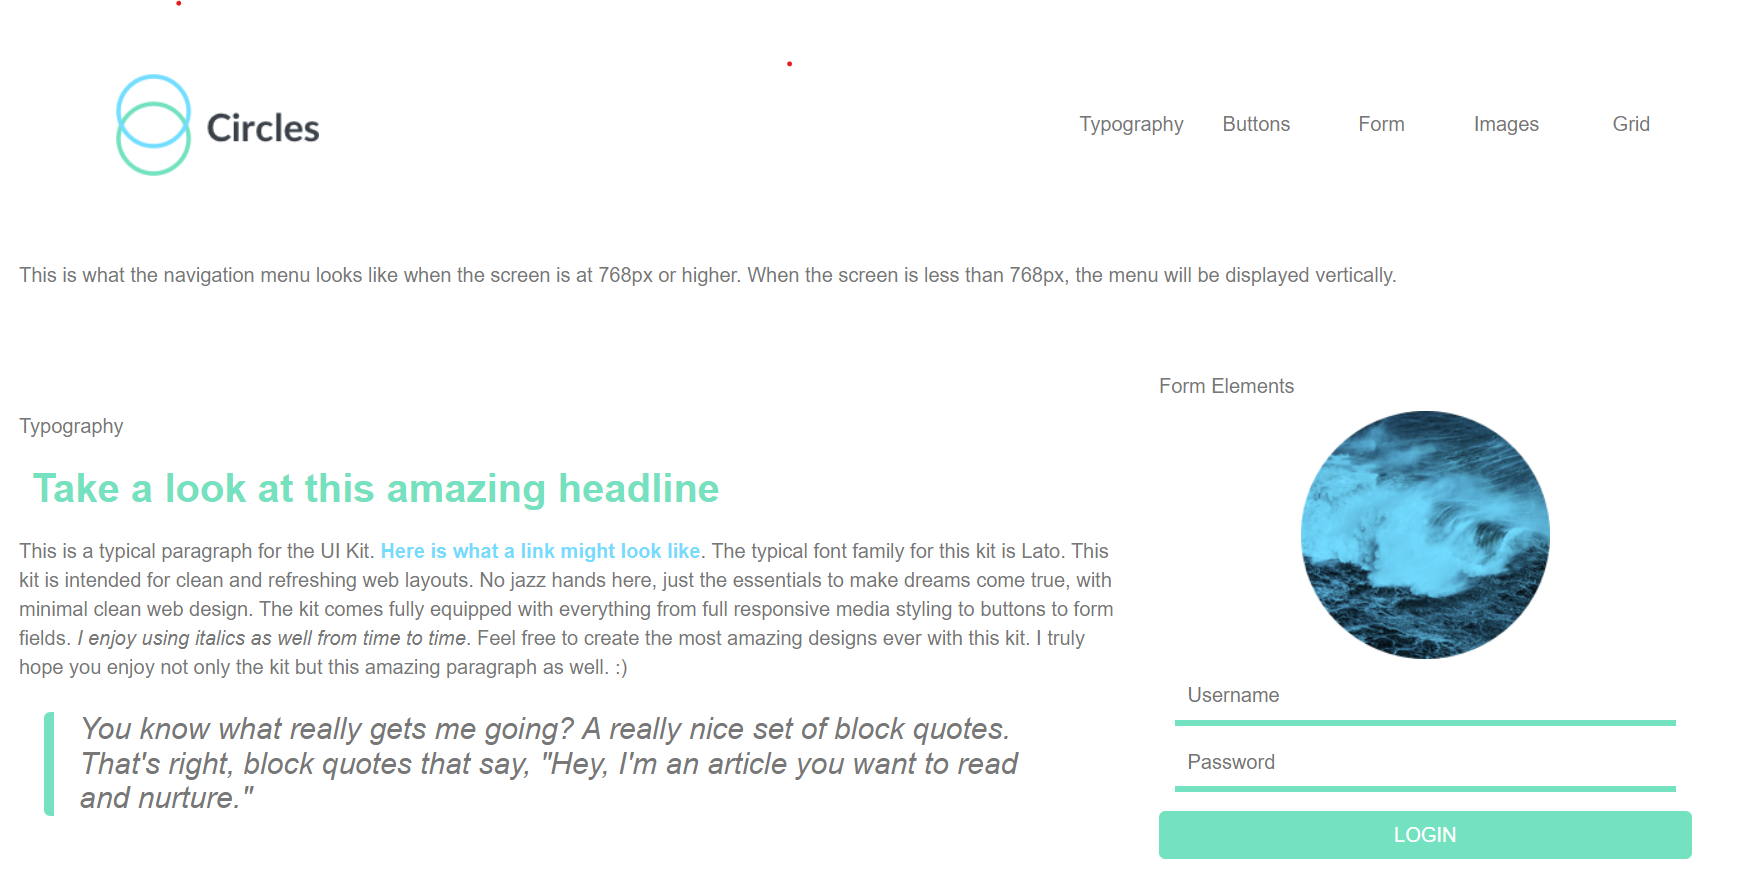 Circles
Typography Buttons Form Images Grid
This is what the navigation menu looks like when the screen is at 768px or higher. When the screen is less than 768px, the menu will be displayed vertically.
Typography
Take a look at this amazing headline
This is a typical paragraph for the UI Kit. Here is what a link might look like. The typical font family for this kit is Lato. This
kit is intended for clean and refreshing web layouts. No jazz hands here, just the essentials to make dreams come true, with
minimal clean web design. The kit comes fully equipped with everything from full responsive media styling to buttons to form
fields. I enjoy using italics as well from time to time. Feel free to create the most amazing designs ever with this kit. I truly
hope you enjoy not only the kit but this amazing paragraph as well. :)
You know what really gets me going? A really nice set of block quotes.
That's right, block quotes that say, "Hey, I'm an article you want to read
and nurture."
Form Elements
Username
Password
LOGIN